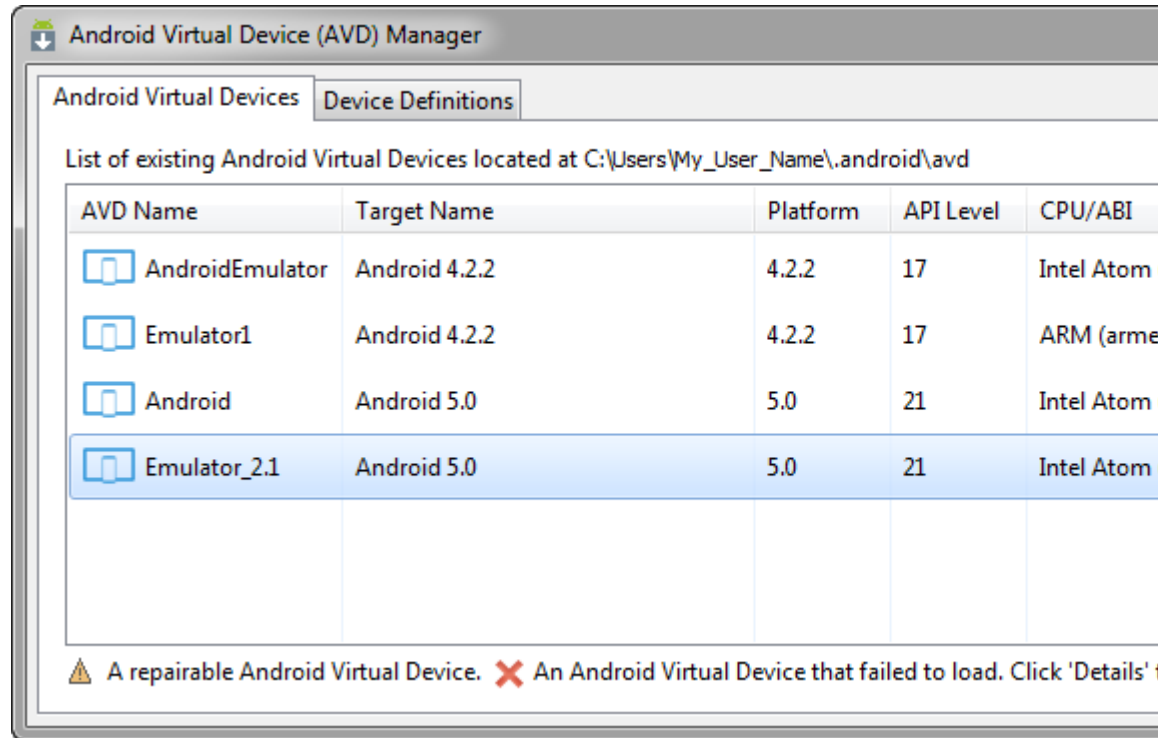 Android Virtual Device (AVD) Manager
Android Virtual Devices Device Definitions
List of existing Android Virtual Devices located at C:\Users\My_User_Name\.android\avd
AVD Name Target Name Platform API Level CPU/ABI
AndroidEmulator Android 4.2.2 4.2.2 17 Intel Atom
Emulator1 Android 4.2.2 4.2.2 17 ARM (arme
Android Android 5.0 5.0 21 Intel Atom
Emulator_2.1 Android 5.0 5.0 21 Intel Atom
A repairable Android Virtual Device. An Android Virtual Device that failed to load. Click 'Details'